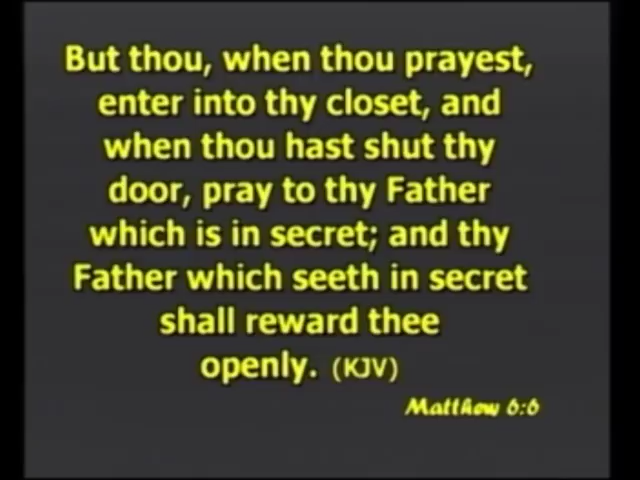 But thou, when thou prayest,
enter into thy closet, and
when thou hast shut thy
door, pray to thy Father
which is in secret; and thy
Father which seeth in secret
shall reward thee
openly. (KJV)
Matthew 6:6